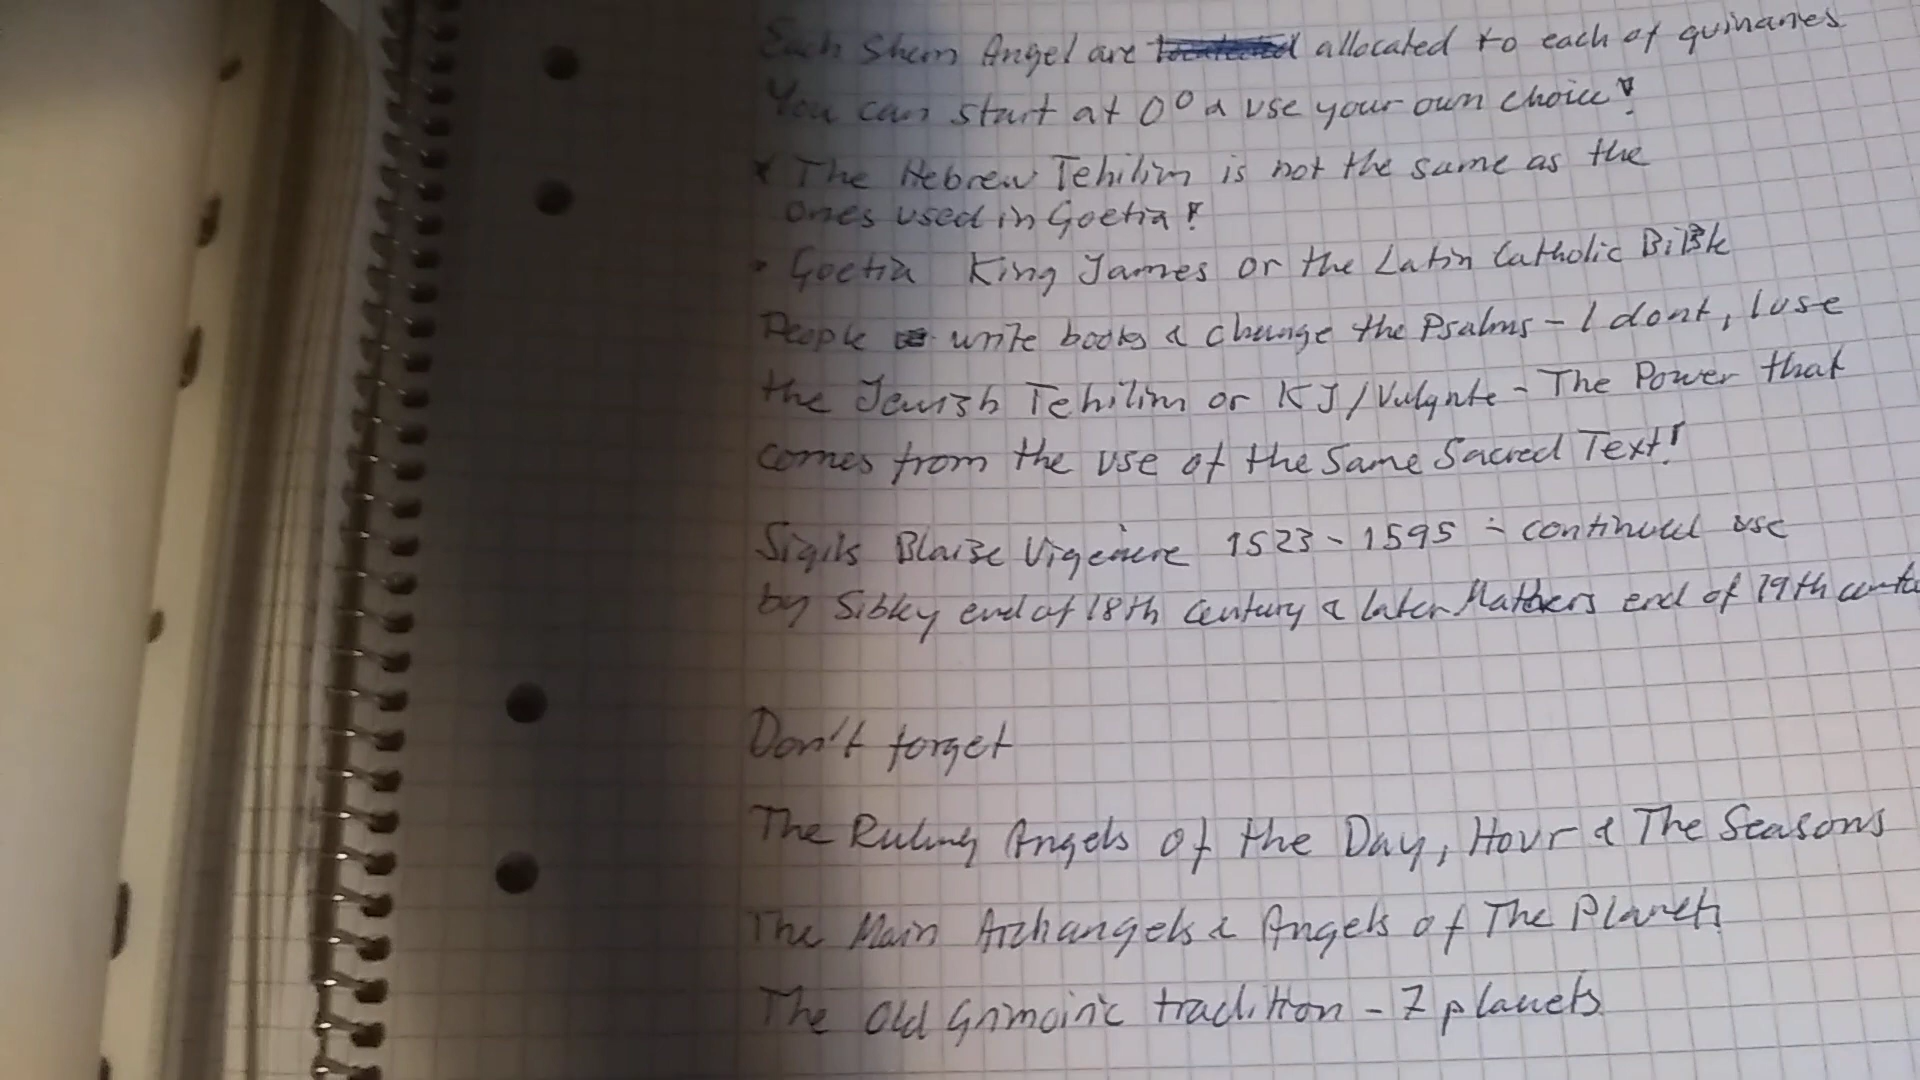 Each Shem Angel are allocated to each of quinaries
You can start at 0° & use your own choice!
* The Hebrew Tehilim is not the same as the
ones used in Goetia!
• Goetia King James or the Latin Catholic Bible
People write books & change the Psalms - I dont, I use
the Jewish Tehilim or KJ/Vulgate - The Power that
comes from the use of the Same Sacred Text!
Sigils Blaise Vigenere 1523 - 1595 - continued use
by Sibley end of 18th century & later Mathers end of 19th
Don't forget
The Ruling Angels of the Day, Hour & The Seasons
The Main Archangels & Angels of The Planets
The Old Grimoiric tradition - 7 planets